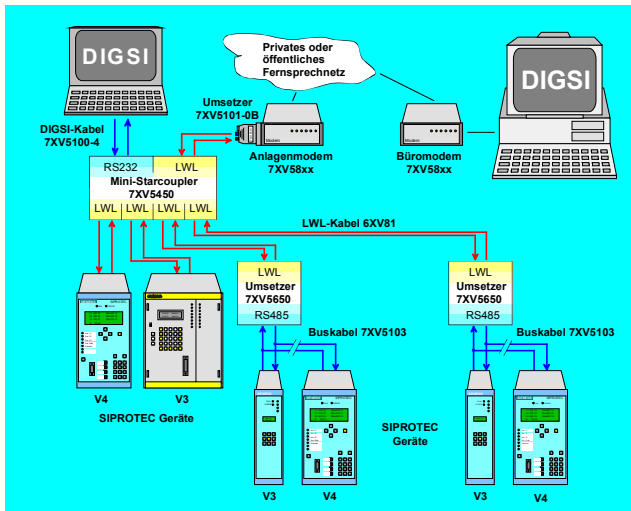 DIGSI
Privates oder
öffentliches
Fernsprechnetz
DIGSI
Umsetzer
7XV5101-0B
DIGSI-Kabel
7XV5100-4
Modem
Modem
Anlagenmodem
7XV58xx
Büromodem
7XV58xx
RS232
LWL
Mini-Starcoupler
7XV5450
LWL LWL LWL LWL
LWL-Kabel 6XV81
LWL
Umsetzer
7XV5650
RS485
LWL
Umsetzer
7XV5650
RS485
Buskabel 7XV5103
Buskabel 7XV5103
V4
V3
SIPROTEC Geräte
SIPROTEC
Geräte
V3
V4
V3
V4